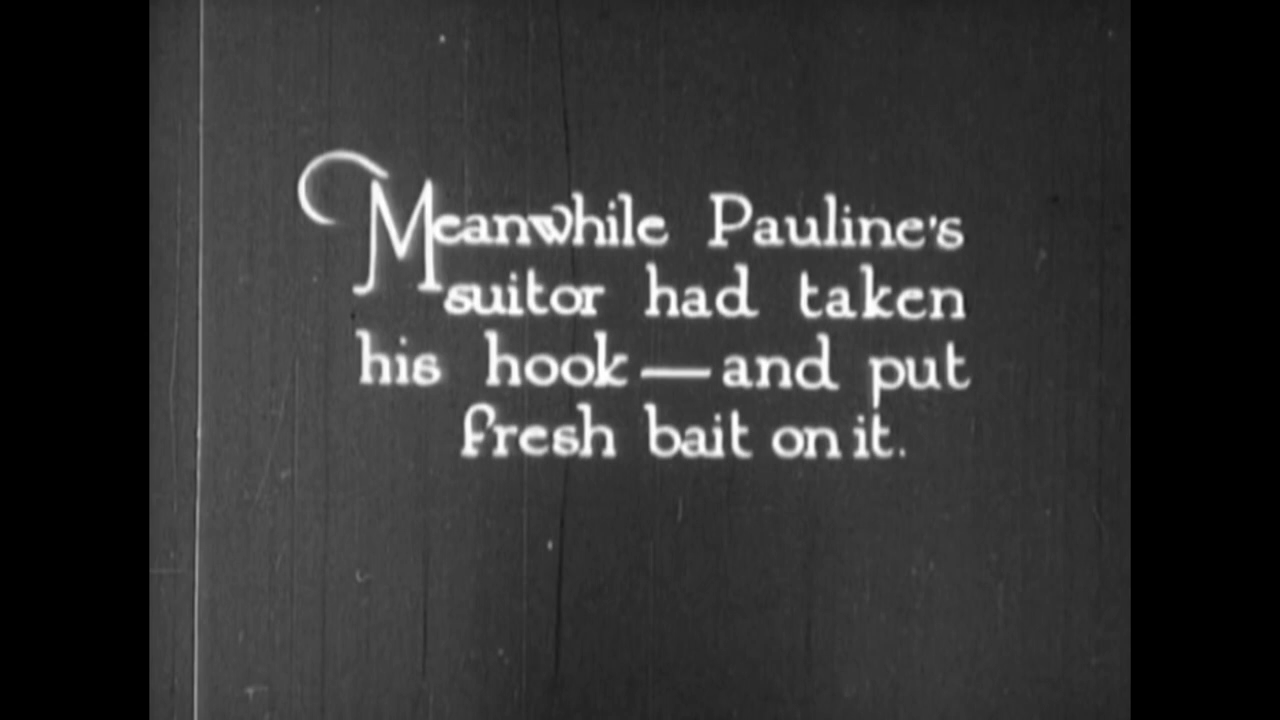 Meanwhile Pauline's
suitor had taken
his hook—and put
fresh bait on it.